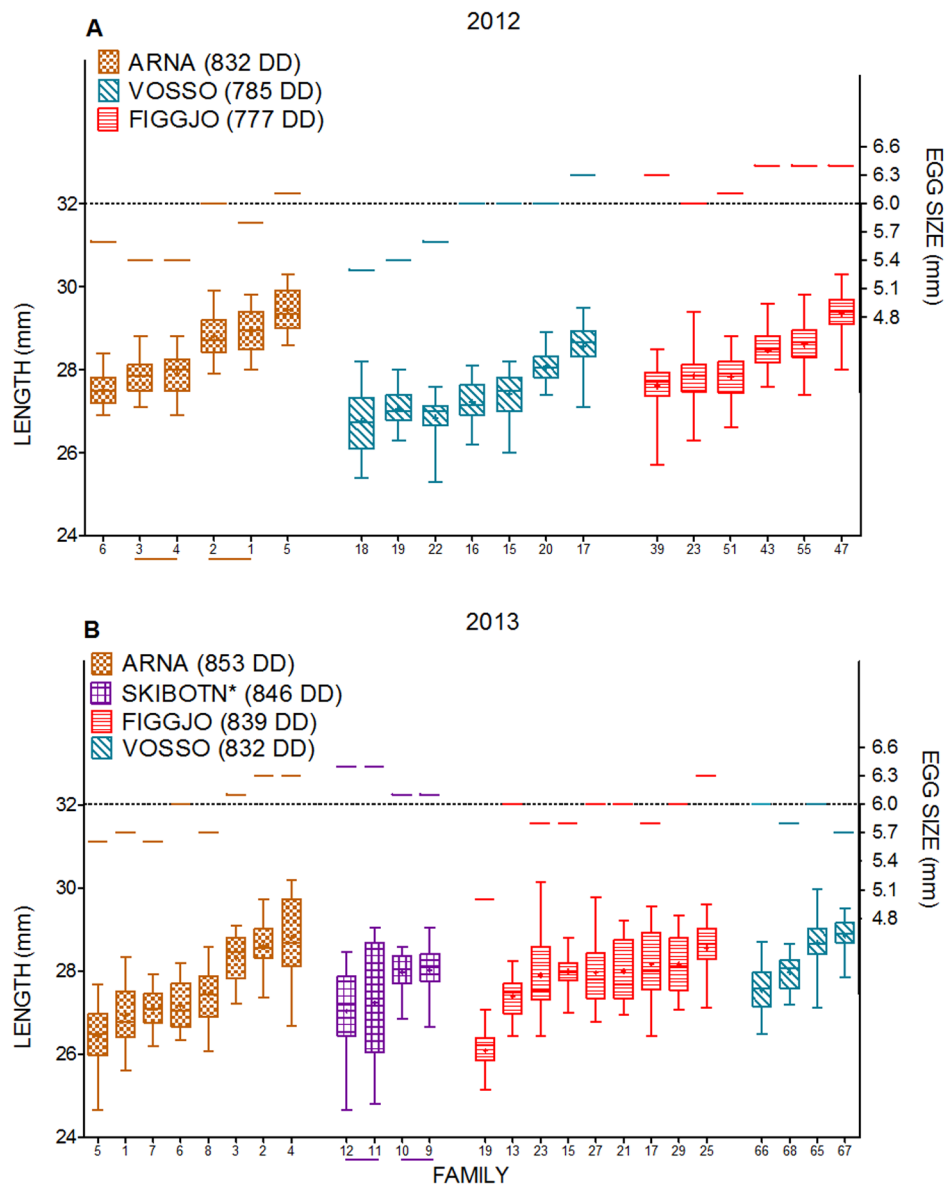 2012
A
ARNA (832 DD)
VOSSO (785 DD)
FIGGJO (777 DD)
LENGTH (mm)
32
30
28
26
24
6.6
6.3
6.0
5.7
5.4
5.1
4.8
EGG SIZE (mm)
6 3 4 2 1 5 18 19 22 16 15 20 17 39 23 51 43 55 47
2013
B
ARNA (853 DD)
SKIBOTN* (846 DD)
FIGGJO (839 DD)
VOSSO (832 DD)
LENGTH (mm)
32
30
28
26
24
6.6
6.3
6.0
5.7
5.4
5.1
4.8
EGG SIZE (mm)
5 1 7 6 8 3 2 4 12 11 10 9 19 13 23 15 27 21 17 29 25 66 68 65 67
FAMILY